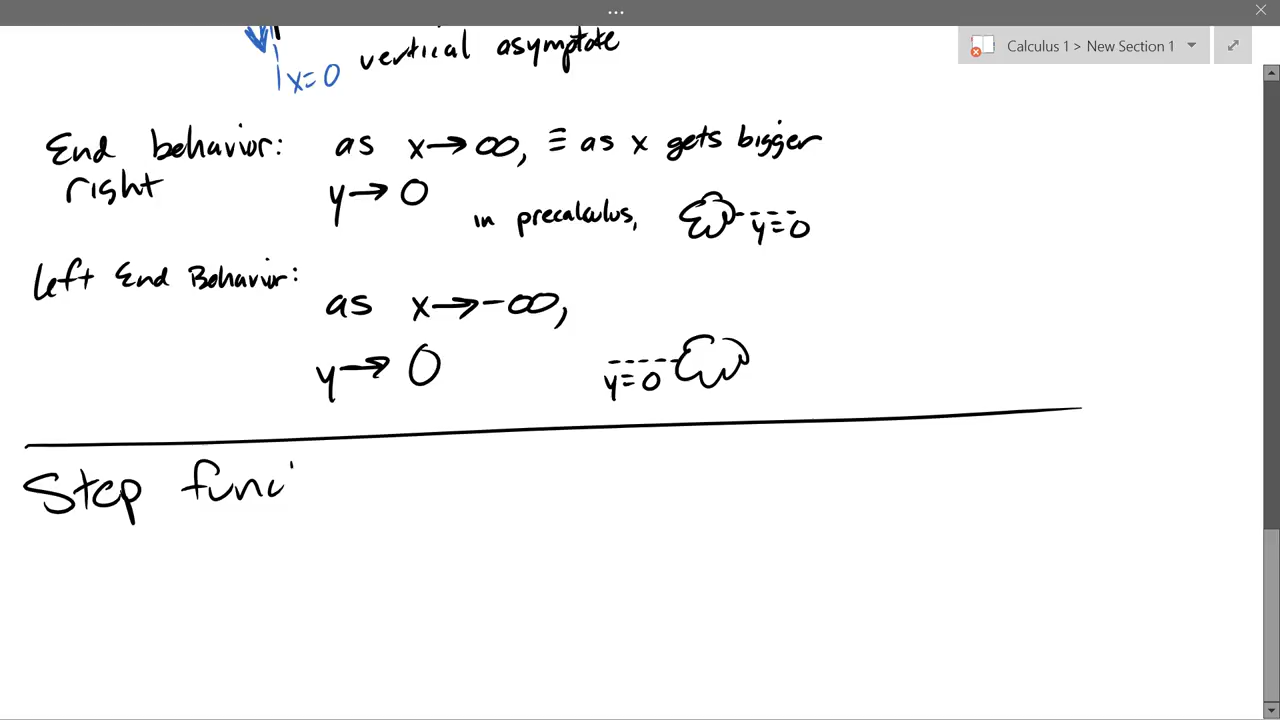 ...
Calculus 1 > New Section 1
vertical asymptote
x=0
End behavior: as x→∞, ≡ as x gets bigger
right y→0
in precalculus, y=0
Left End Behavior:
as x→-∞,
y→0
y=0
Step func